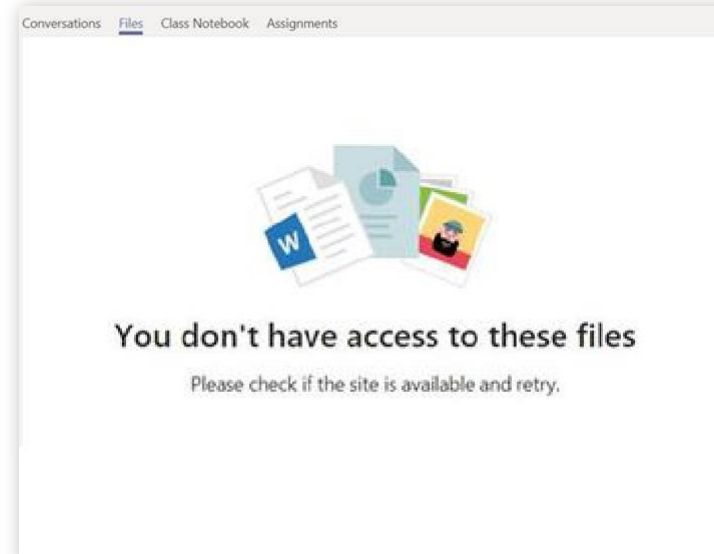 Conversations Files Class Notebook Assignments
W
You don't have access to these files
Please check if the site is available and retry.